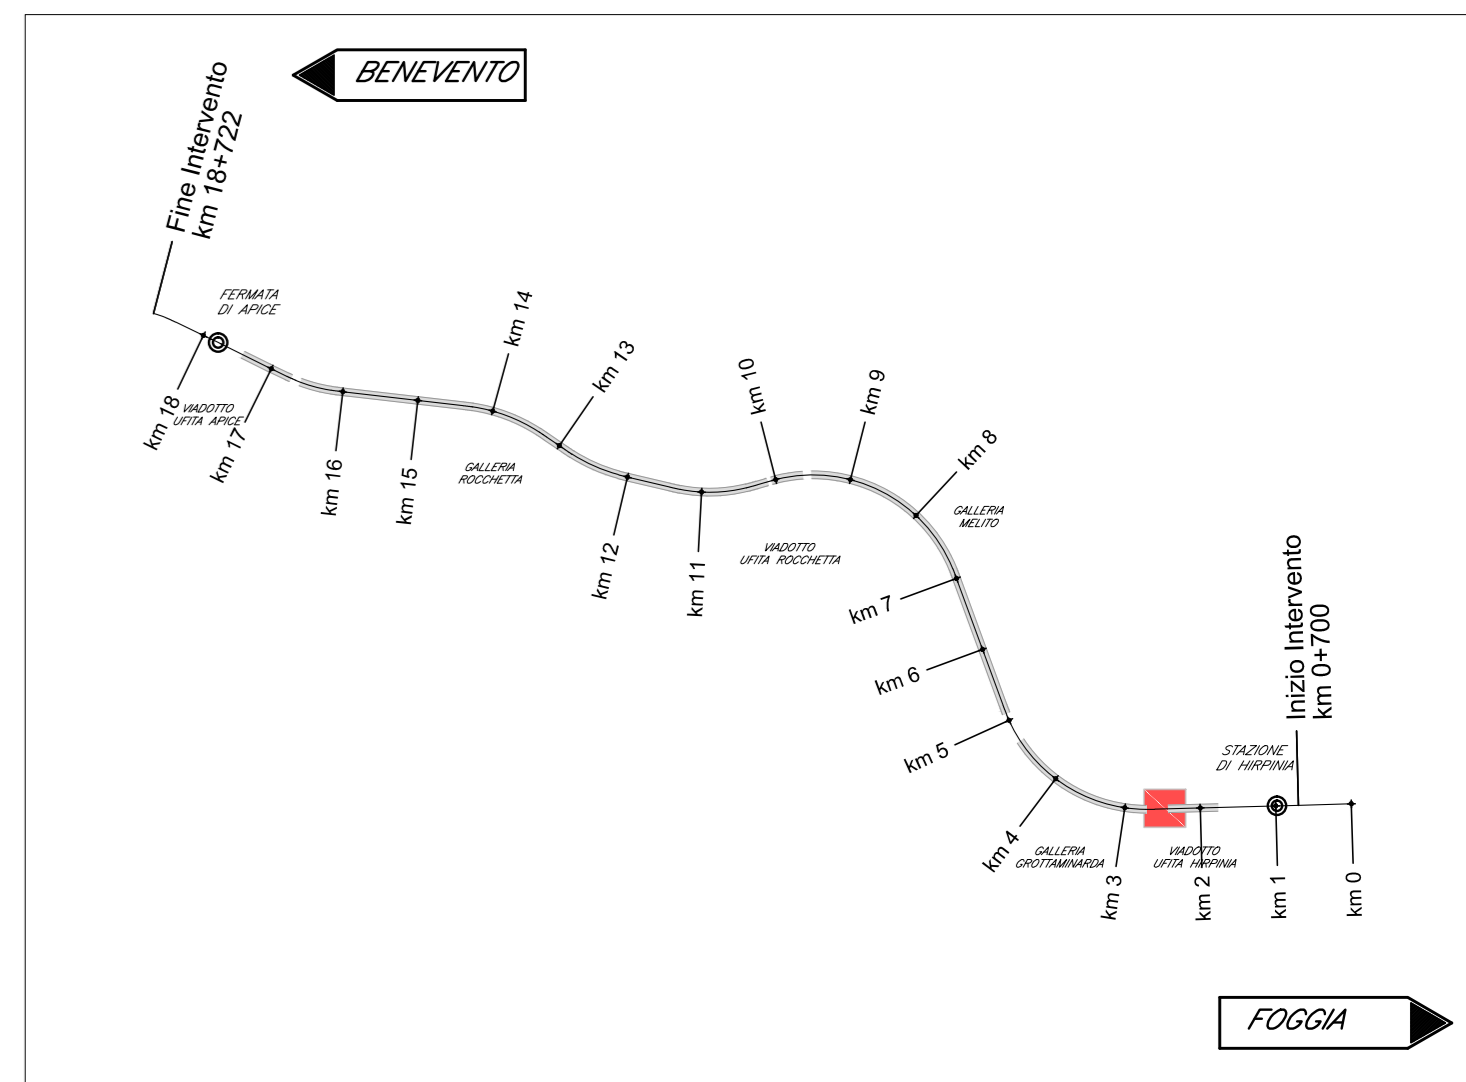 BENEVENTO
Fine Intervento
km 18+722
FERMATA
DI APICE
km 18
VIADOTTO
UFITA APICE
km 17
km 16
km 15
km 14
GALLERIA
ROCCHETTA
km 13
km 12
km 11
km 10
VIADOTTO
UFITA ROCCHETTA
km 9
km 8
GALLERIA
MELITO
km 7
km 6
km 5
km 4
GALLERIA
GROTTAMINARDA
km 3
VIADOTTO
UFITA HIRPINIA
km 2
STAZIONE
DI HIRPINIA
km 1
Inizio Intervento
km 0+700
km 0
FOGGIA